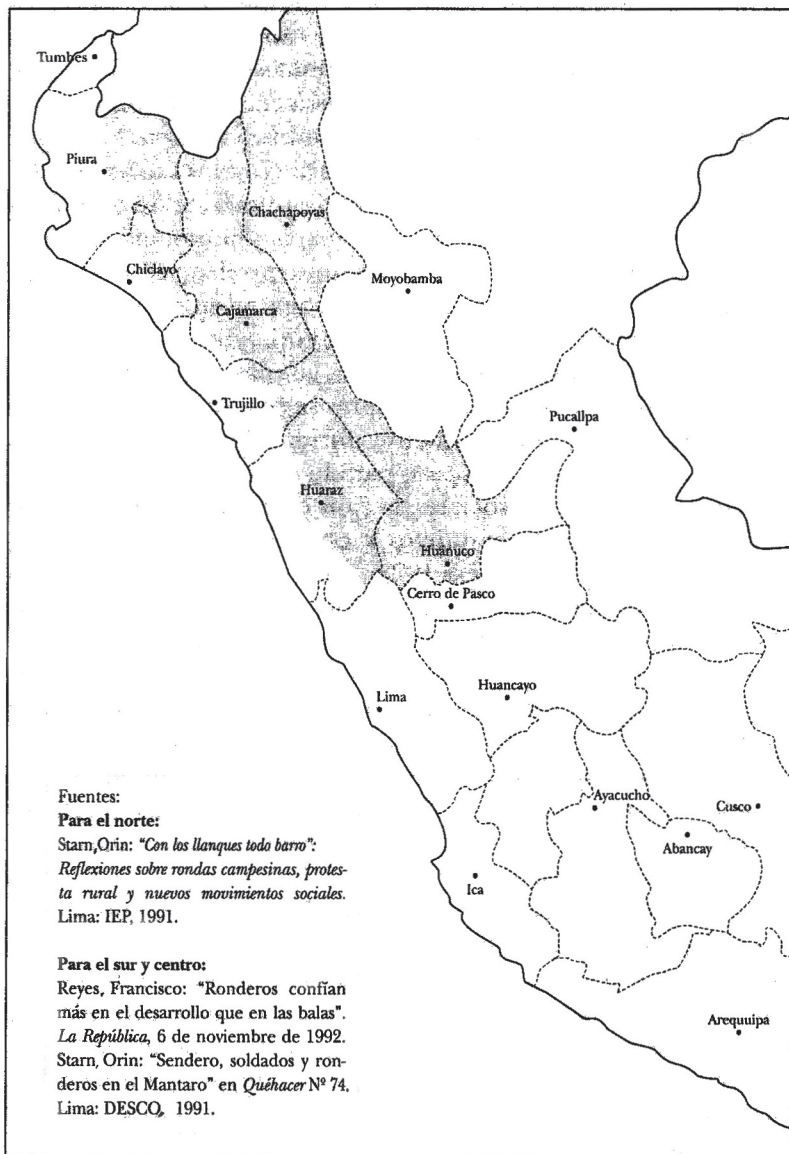 Tumbes
Piura
Chachapoyas
Chiclayo
Moyobamba
Cajamarca
Trujillo
Pucallpa
Huaraz
Huánuco
Cerro de Pasco
Huancayo
Lima
Ayacucho
Cusco
Abancay
Ica
Arequuipa
Fuentes:
Para el norte:
Starn,Orin: "Con los llanques todo barro":
Reflexiones sobre rondas campesinas, protes-
ta rural y nuevos movimientos sociales.
Lima: IEP, 1991.
Para el sur y centro:
Reyes, Francisco: "Ronderos confían
más en el desarrollo que en las balas".
La República, 6 de noviembre de 1992.
Starn, Orin: "Sendero, soldados y ron-
deros en el Mantaro" en Quéhacer Nº 74.
Lima: DESCO, 1991.